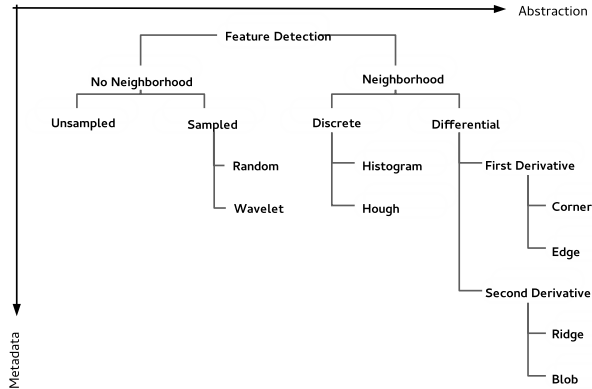 Abstraction
Feature Detection
No Neighborhood
Neighborhood
Unsampled
Sampled
Discrete
Differential
Random
Histogram
First Derivative
Wavelet
Hough
Corner
Edge
Second Derivative
Ridge
Blob
Metadata